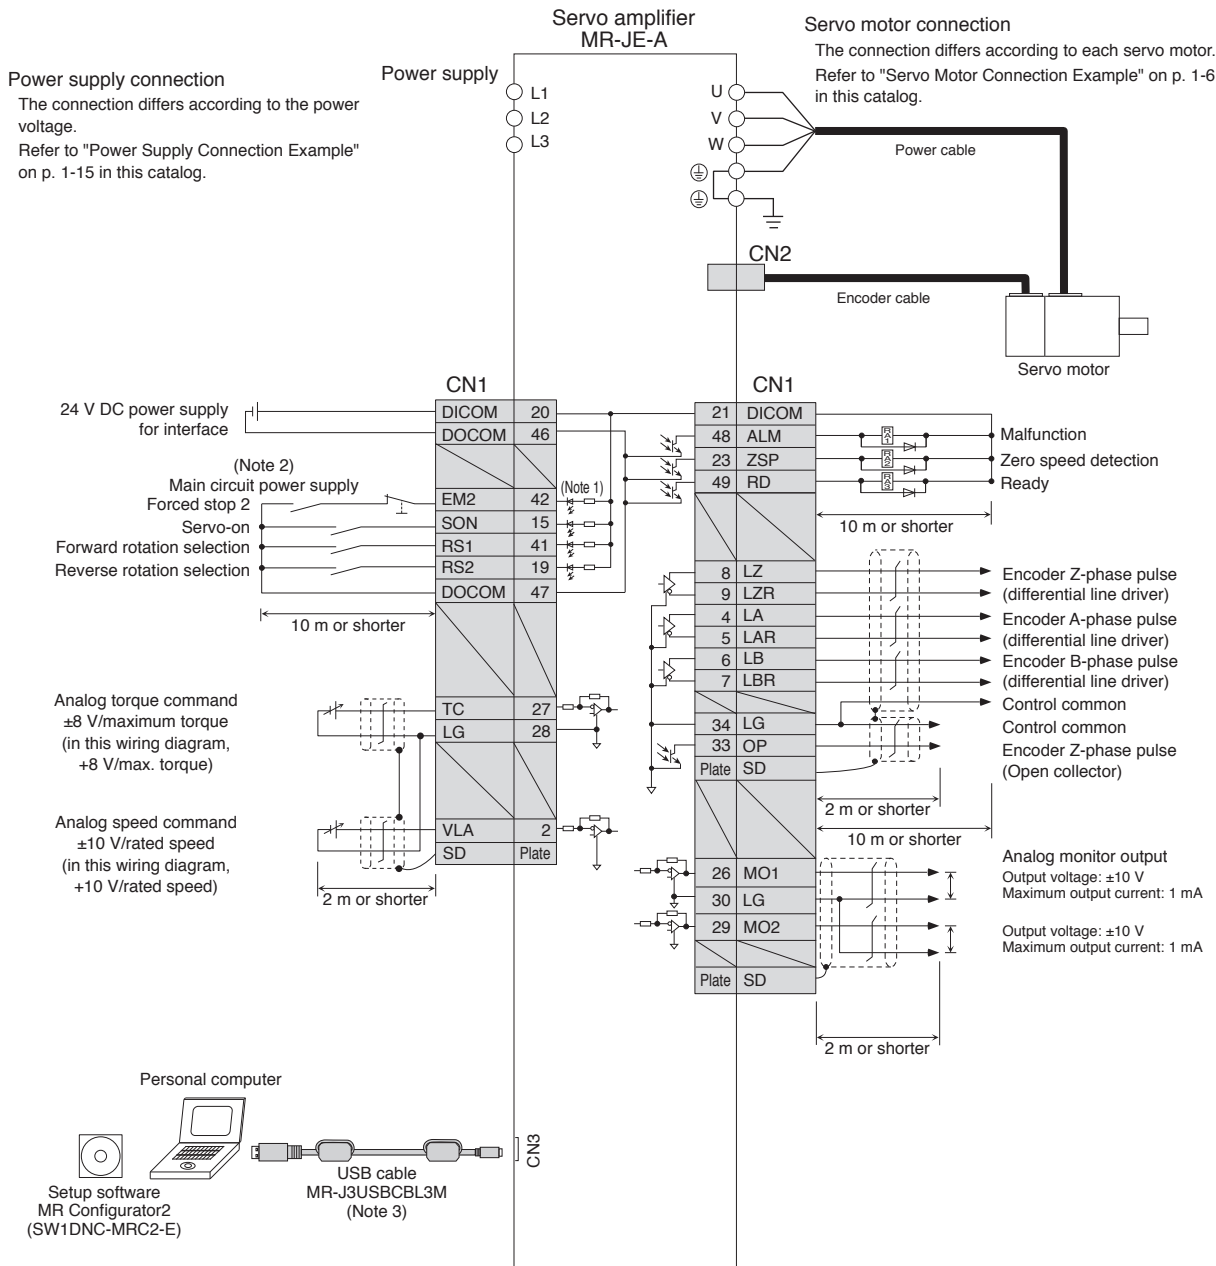 Servo amplifier
MR-JE-A
Servo motor connection
The connection differs according to each servo motor.
Refer to "Servo Motor Connection Example" on p. 1-6
in this catalog.
Power supply connection
The connection differs according to the power
voltage.
Refer to "Power Supply Connection Example"
on p. 1-15 in this catalog.
Power supply
L1
L2
L3
U
V
W
Power cable
CN2
Encoder cable
Servo motor
CN1
24 V DC power supply
for interface
DICOM 20
DOCOM 46
(Note 2)
Main circuit power supply
Forced stop 2
EM2 42
(Note 1)
Servo-on
SON 15
Forward rotation selection
RS1 41
Reverse rotation selection
RS2 19
DOCOM 47
10 m or shorter
Analog torque command
±8 V/maximum torque
(in this wiring diagram,
+8 V/max. torque)
TC 27
LG 28
Analog speed command
±10 V/rated speed
(in this wiring diagram,
+10 V/rated speed)
VLA 2
SD Plate
2 m or shorter
CN1
21 DICOM
48 ALM
RA1
Malfunction
23 ZSP
RA2
Zero speed detection
49 RD
RA3
Ready
10 m or shorter
8 LZ
Encoder Z-phase pulse
9 LZR
(differential line driver)
4 LA
Encoder A-phase pulse
5 LAR
(differential line driver)
6 LB
Encoder B-phase pulse
7 LBR
(differential line driver)
Control common
34 LG
Control common
33 OP
Encoder Z-phase pulse
(Open collector)
Plate SD
2 m or shorter
10 m or shorter
Analog monitor output
Output voltage: ±10 V
Maximum output current: 1 mA
26 MO1
30 LG
29 MO2
Output voltage: ±10 V
Maximum output current: 1 mA
Plate SD
2 m or shorter
Personal computer
CN3
USB cable
MR-J3USBCBL3M
(Note 3)
Setup software
MR Configurator2
(SW1DNC-MRC2-E)